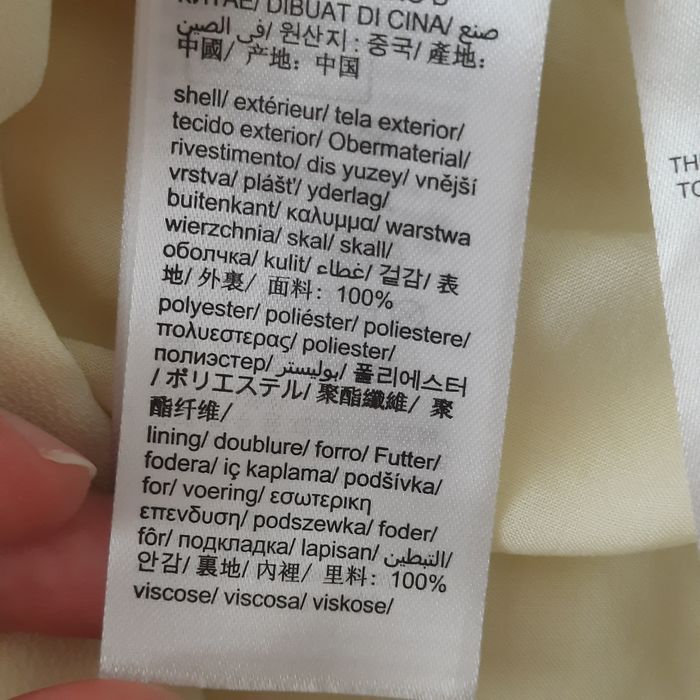 КИТАЕ/ DIBUAT DI CINA/ صنع
في الصين/ 원산지 : 중국/ 產地:
中國/ 产地: 中国
shell/ extérieur/ tela exterior/
tecido exterior/ Obermaterial/
rivestimento/ dis yuzey/ vnější
vrstva/ plášť/ yderlag/
buitenkant/ καλυμμα/ warstwa
wierzchnia/ skal/ skall/
оболчка/ kulit/ غطاء/ 겉감/ 表
地/ 外裏/ 面料: 100%
polyester/ poliéster/ poliestere/
πολυεστερας/ poliester/
полиэстер/ بوليستر/ 폴리에스터
/ ポリエステル/ 聚酯纖維/ 聚
酯纤维/
lining/ doublure/ forro/ Futter/
fodera/ iç kaplama/ podšívka/
for/ voering/ εσωτερικη
επενδυση/ podszewka/ foder/
fôr/ подкладка/ lapisan/ التبطين/
안감/ 裏地/ 內裡/ 里料: 100%
viscose/ viscosa/ viskose/
TH
TO